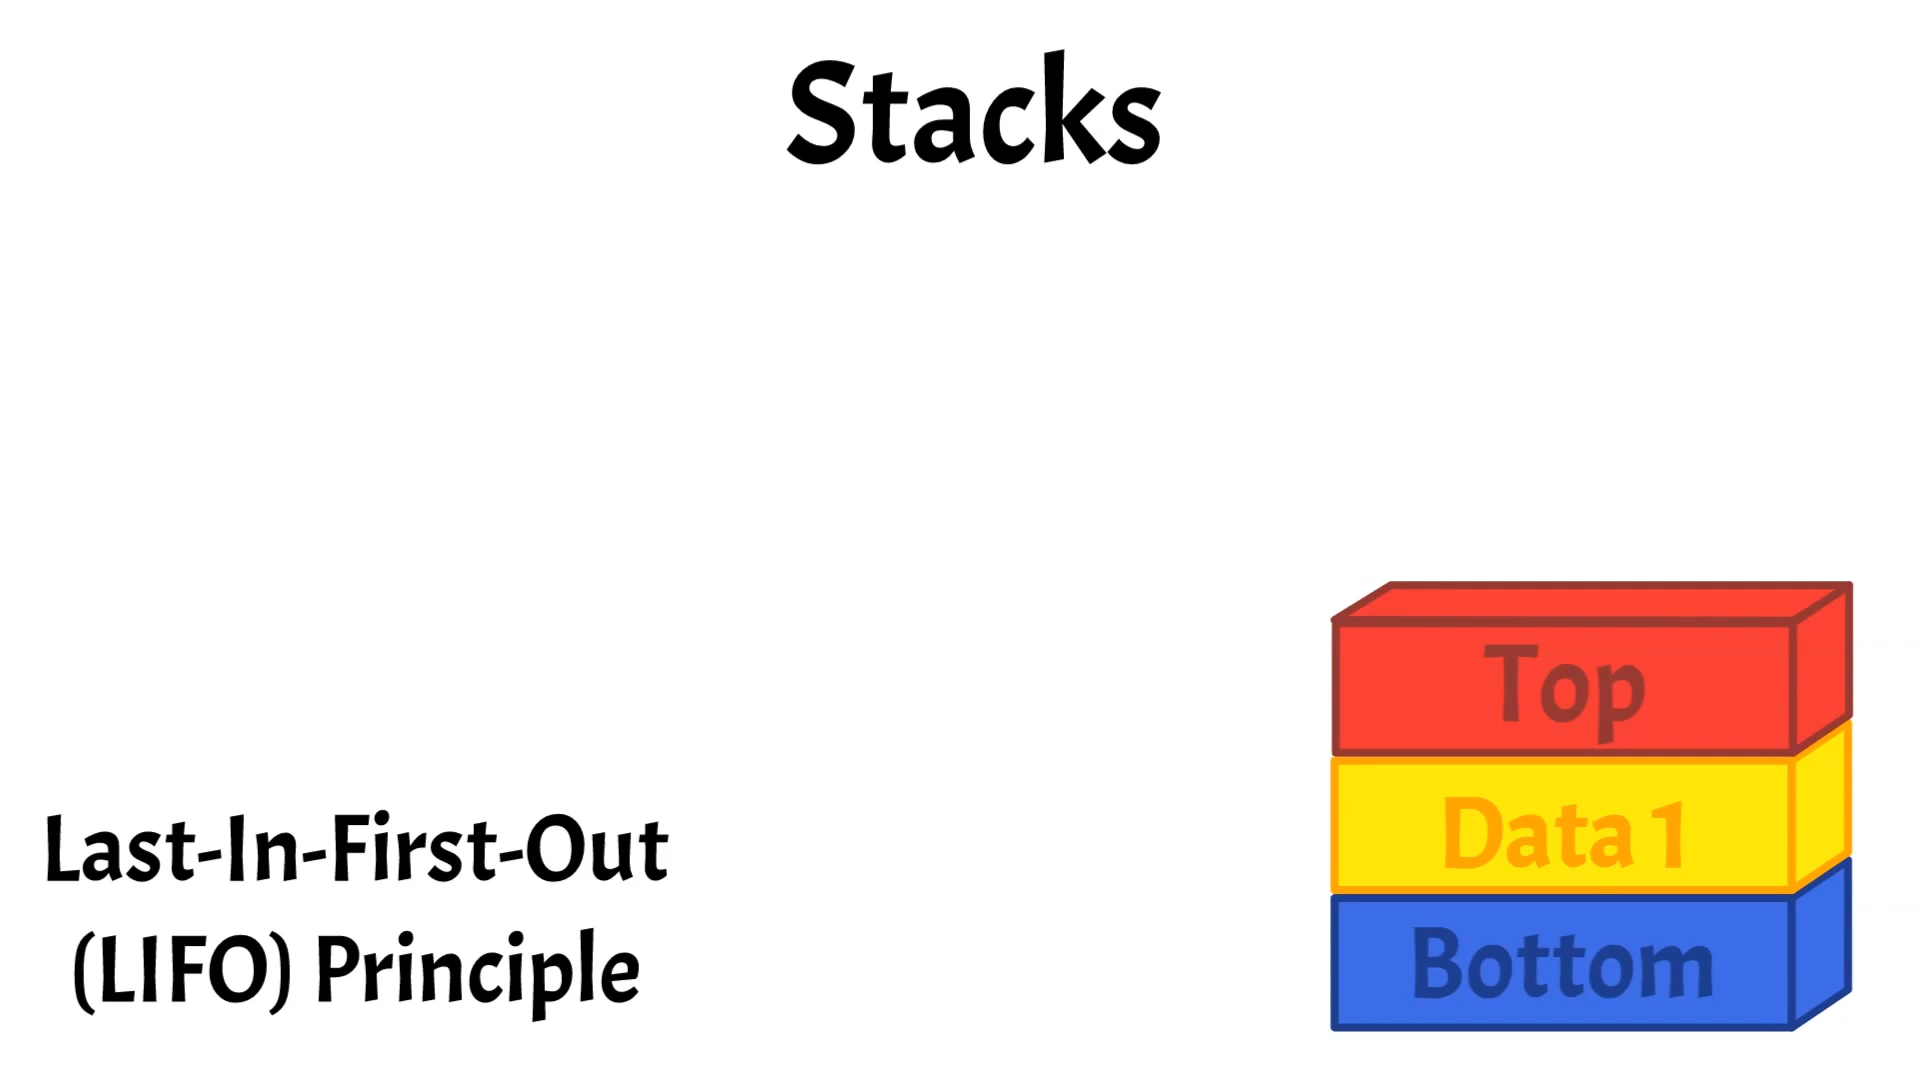 Stacks
Top
Data 1
Last-In-First-Out
(LIFO) Principle
Bottom